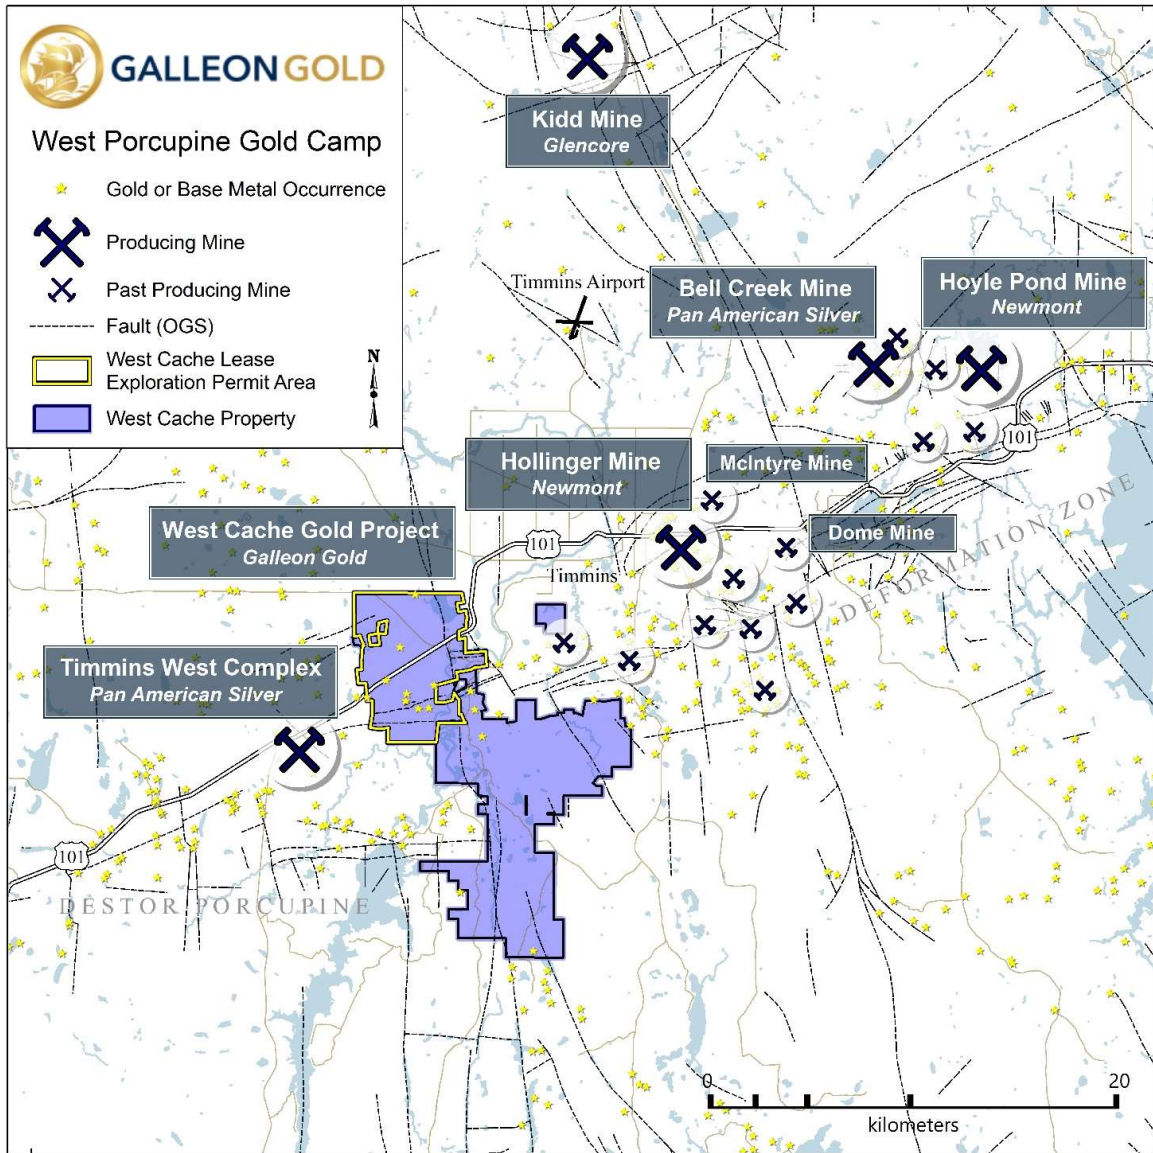 GALLEON GOLD
West Porcupine Gold Camp
Gold or Base Metal Occurrence
Producing Mine
Past Producing Mine
Fault (OGS)
West Cache Lease
Exploration Permit Area
West Cache Property
N
Kidd Mine
Glencore
Timmins Airport
Bell Creek Mine
Pan American Silver
Hoyle Pond Mine
Newmont
101
Hollinger Mine
Newmont
McIntyre Mine
Dome Mine
West Cache Gold Project
Galleon Gold
101
Timmins
DEFORMATION ZONE
Timmins West Complex
Pan American Silver
101
DESTOR PORCUPINE
0 20
kilometers